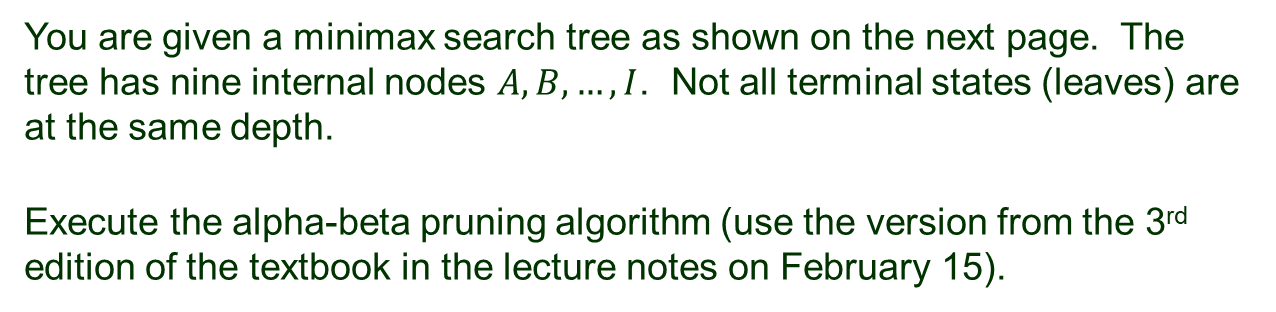 You are given a minimax search tree as shown on the next page. The
tree has nine internal nodes A, B, ..., I. Not all terminal states (leaves) are
at the same depth.
Execute the alpha-beta pruning algorithm (use the version from the 3rd
edition of the textbook in the lecture notes on February 15).